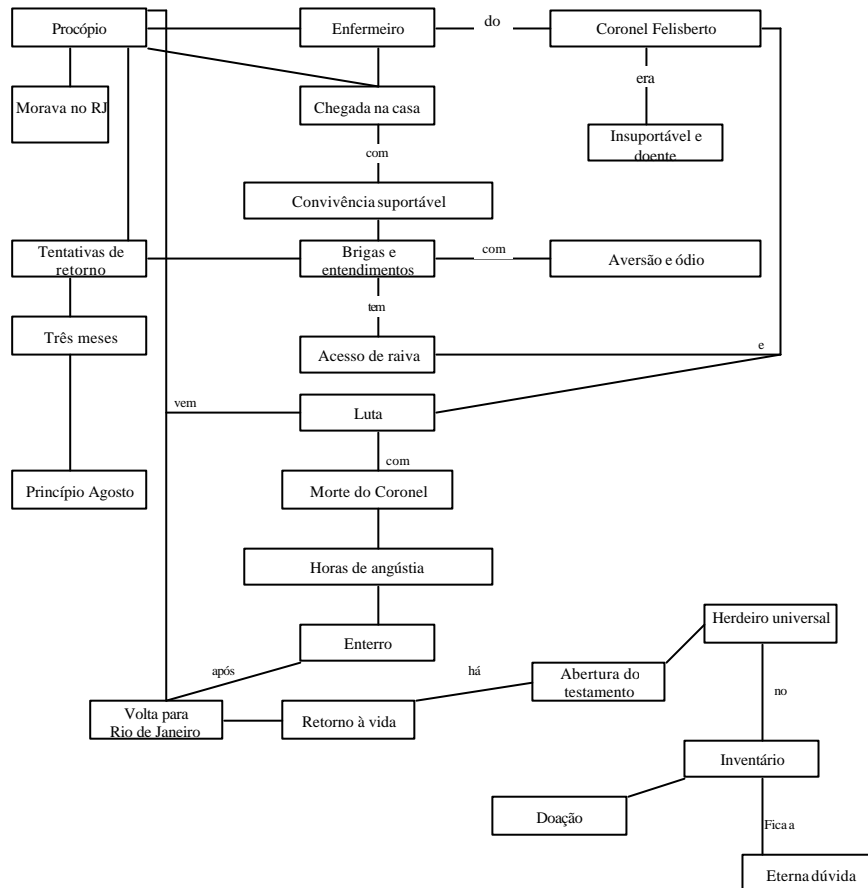 Procópio
Enfermeiro
do
Coronel Felisberto
era
Morava no RJ
Chegada na casa
Insuportável e
doente
com
Convivência suportável
Tentativas de
retorno
Brigas e
entendimentos
com
Aversão e ódio
tem
Três meses
Acesso de raiva
e
vem
Luta
com
Princípio Agosto
Morte do Coronel
Horas de angústia
Herdeiro universal
Enterro
após
há
Abertura do
testamento
no
Volta para
Rio de Janeiro
Retorno à vida
Inventário
Doação
Fica a
Eterna dúvida